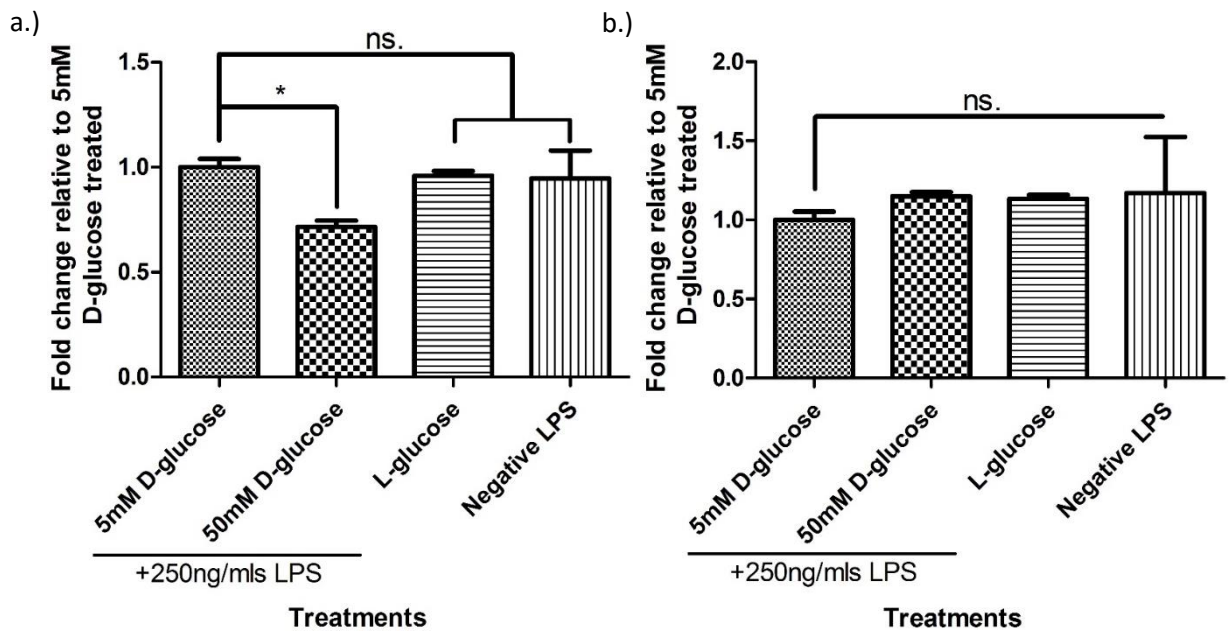 a.)
Fold change relative to 5mM
D-glucose treated
1.5
1.0
0.5
0.0
ns.
*
5mM D-glucose
50mM D-glucose
L-glucose
Negative LPS
+250ng/mls LPS
Treatments
b.)
Fold change relative to 5mM
D-glucose treated
2.0
1.5
1.0
0.5
0.0
ns.
5mM D-glucose
50mM D-glucose
L-glucose
Negative LPS
+250ng/mls LPS
Treatments